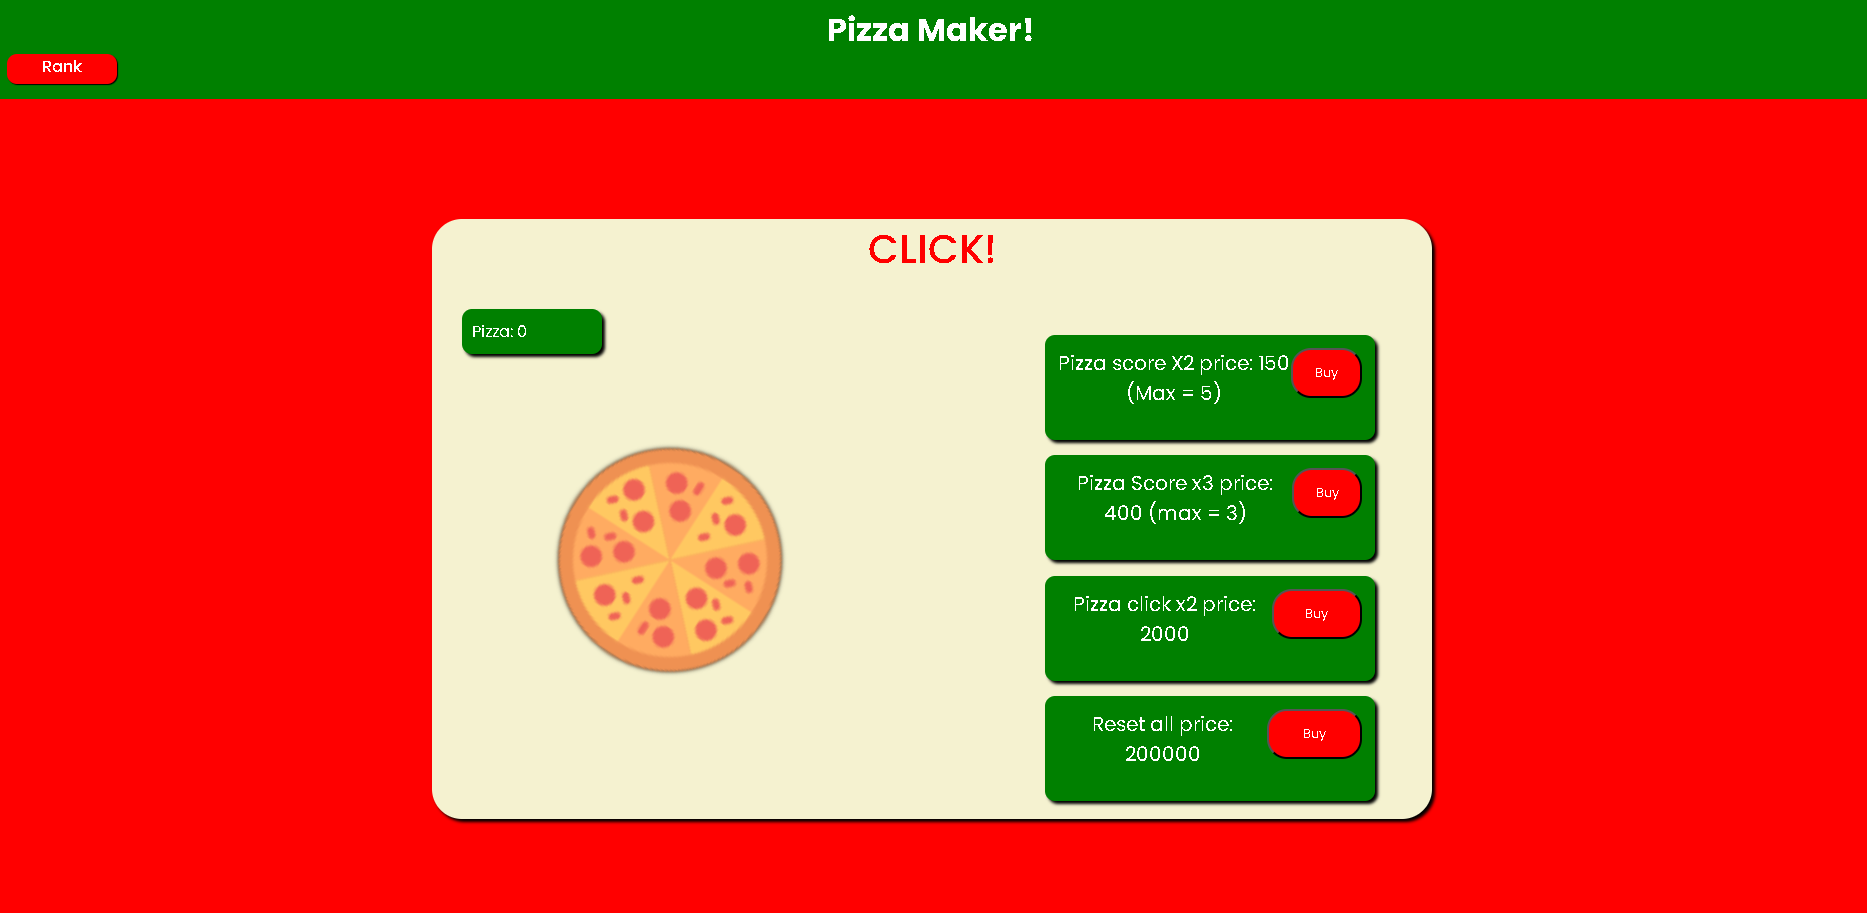 Pizza Maker!
Rank
CLICK!
Pizza: 0
Pizza score X2 price: 150
(Max = 5)
Buy
Pizza Score x3 price:
400 (max = 3)
Buy
Pizza click x2 price:
2000
Buy
Reset all price:
200000
Buy